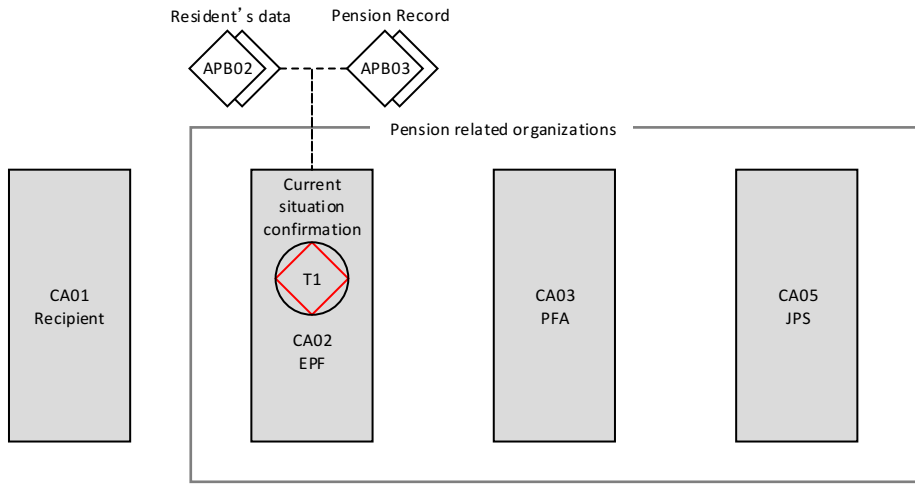 Resident's data
Pension Record
APB02
APB03
Pension related organizations
Current
situation
confirmation
T1
CA01
Recipient
CA02
EPF
CA03
PFA
CA05
JPS